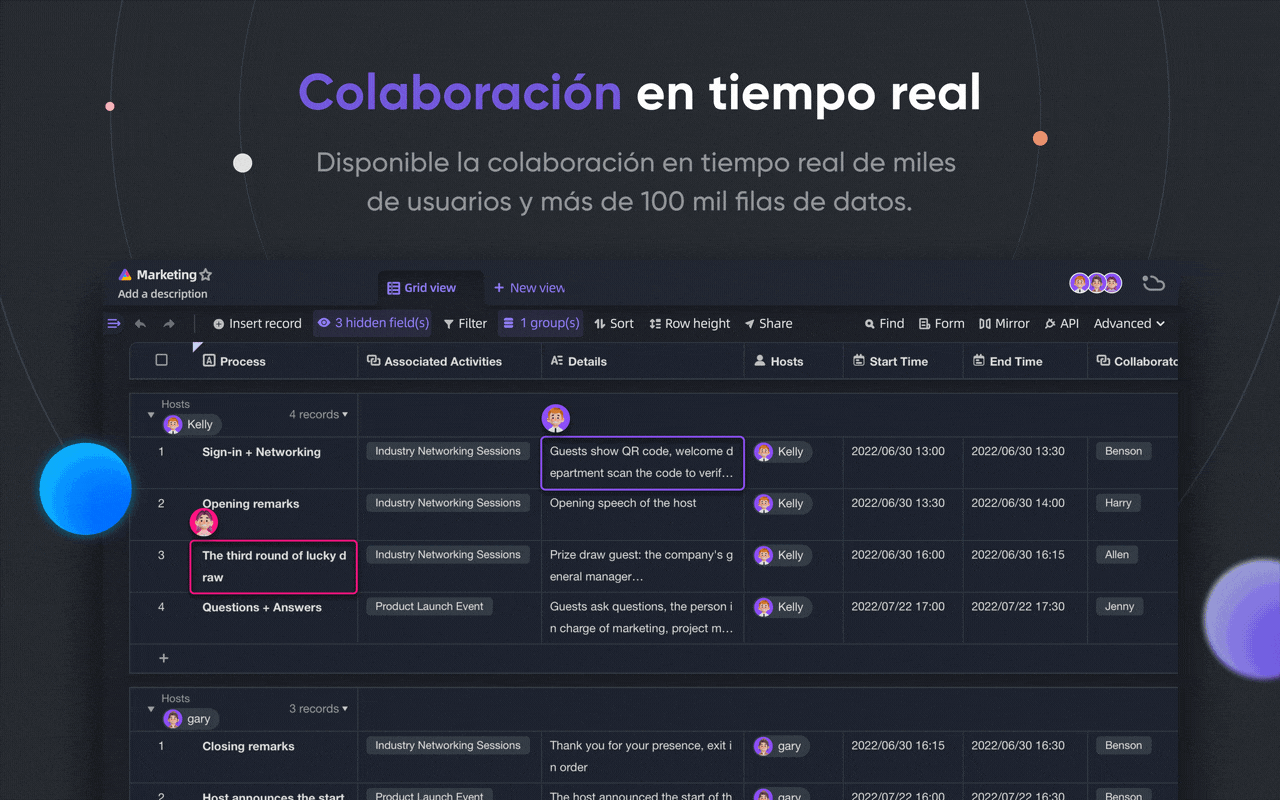 Colaboración en tiempo real
Disponible la colaboración en tiempo real de miles
de usuarios y más de 100 mil filas de datos.
Marketing
Add a description
Grid view
+ New view
Insert record
3 hidden field(s)
Filter
1 group(s)
Sort
Row height
Share
Find
Form
Mirror
API
Advanced
Process
Associated Activities
Details
Hosts
Start Time
End Time
Collaborato
Hosts
Kelly
4 records
1 Sign-in + Networking Industry Networking Sessions Guests show QR code, welcome d Kelly 2022/06/30 13:00 2022/06/30 13:30 Benson
epartment scan the code to verif...
2 Opening remarks Industry Networking Sessions Opening speech of the host Kelly 2022/06/30 13:30 2022/06/30 14:00 Harry
3 The third round of lucky d Industry Networking Sessions Prize draw guest: the company's g Kelly 2022/06/30 16:00 2022/06/30 16:15 Allen
raw eneral manager...
4 Questions + Answers Product Launch Event Guests ask questions, the person i Kelly 2022/07/22 17:00 2022/07/22 17:30 Jenny
n charge of marketing, project m...
+
Hosts
gary
3 records
1 Closing remarks Industry Networking Sessions Thank you for your presence, exit i gary 2022/06/30 16:15 2022/06/30 16:30 Benson
n order
2 Host announced the start Product Launch Event The host announced the start of th gary 2022/06/30 16:00 2022/06/30 16:30 Benson